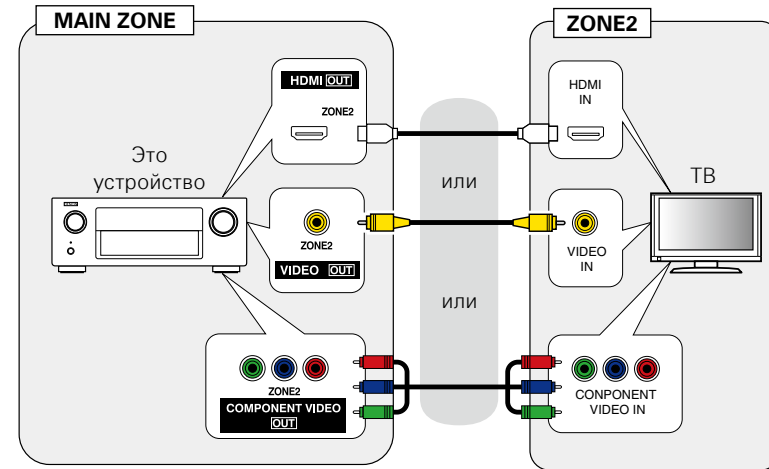 MAIN ZONE
HDMI OUT
ZONE2
Это
устройство
ZONE2
VIDEO OUT
ZONE2
COMPONENT VIDEO
OUT
или
или
ZONE2
HDMI
IN
ТВ
VIDEO
IN
CONPONENT
VIDEO IN